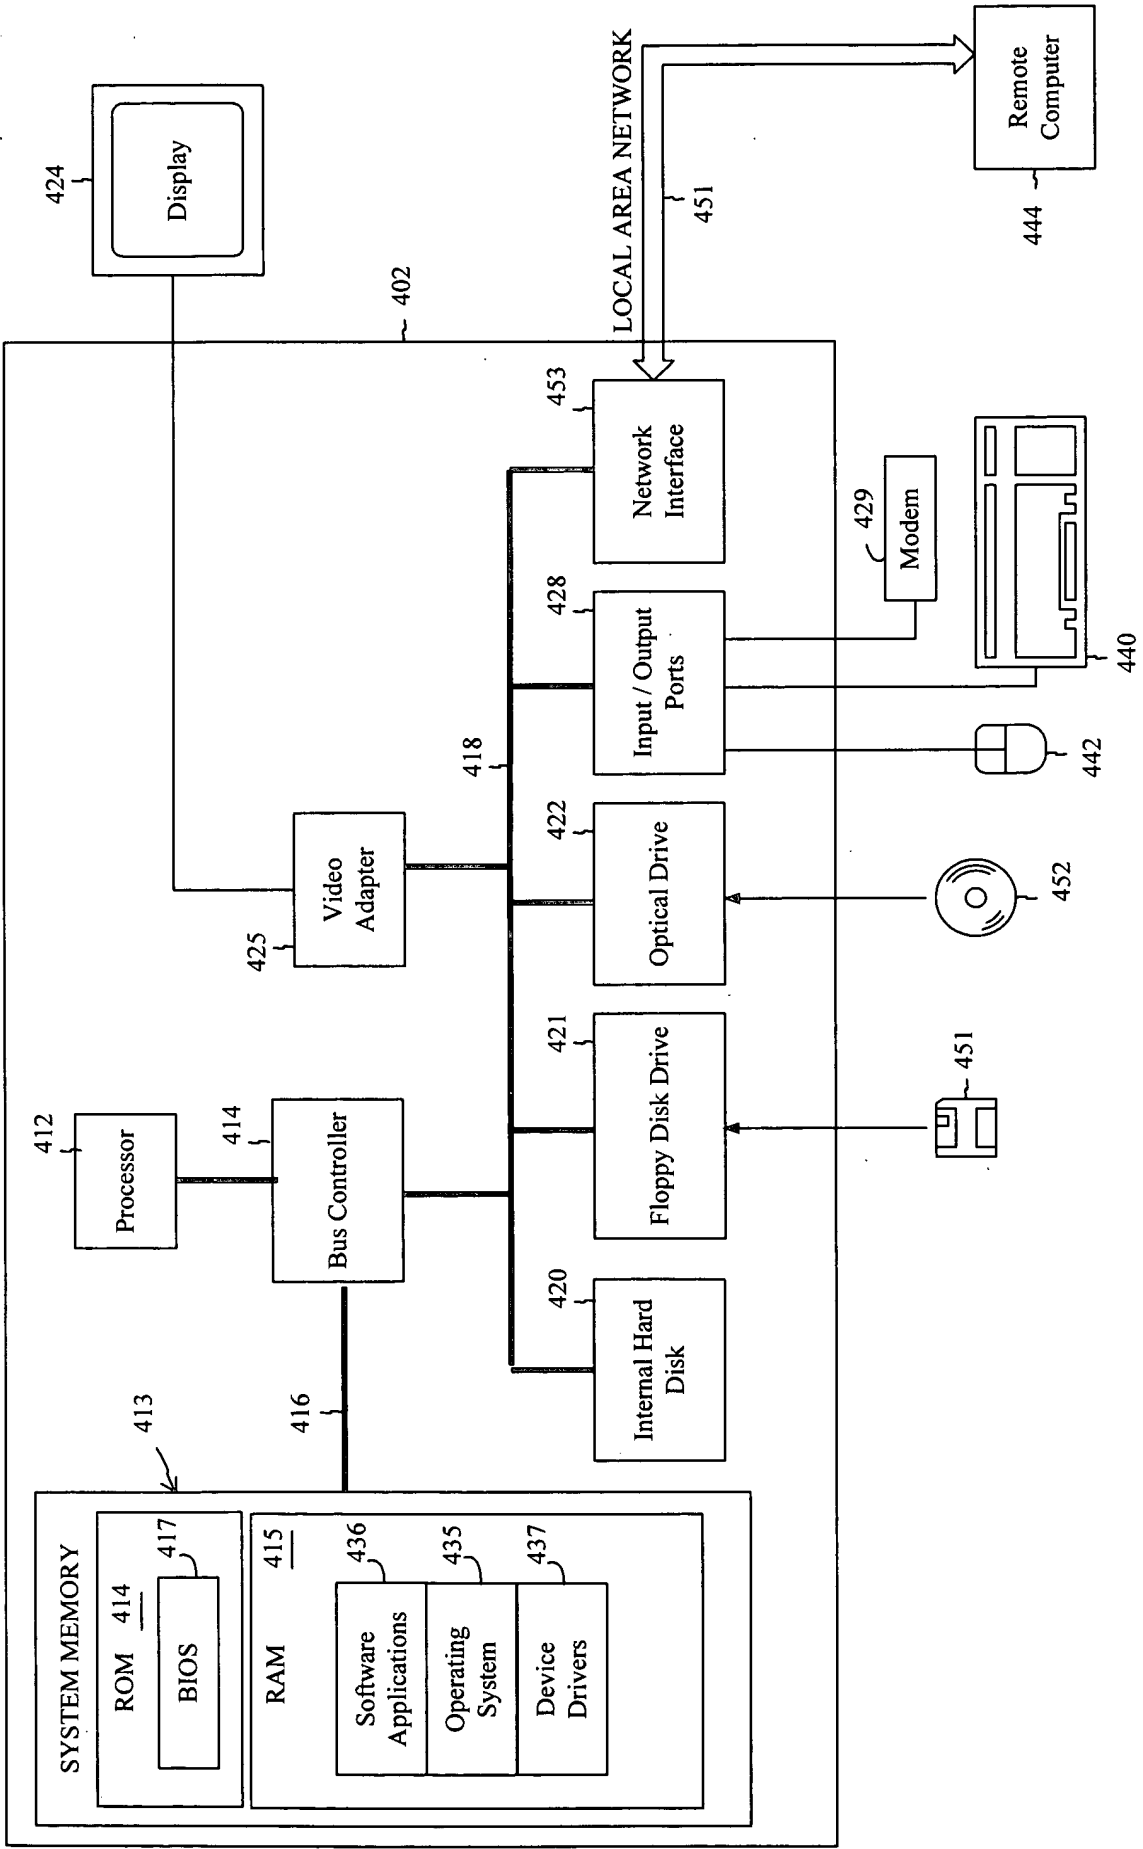 SYSTEM MEMORY
413
ROM
414
BIOS
417
RAM
415
Software
Applications
436
Operating
System
435
Device
Drivers
437
416
Processor
412
Bus Controller
414
Video
Adapter
425
Display
424
402
418
Internal Hard
Disk
420
Floppy Disk Drive
421
Optical Drive
422
Input / Output
Ports
428
Network
Interface
453
LOCAL AREA NETWORK
451
Remote
Computer
444
Modem
429
451
452
442
440